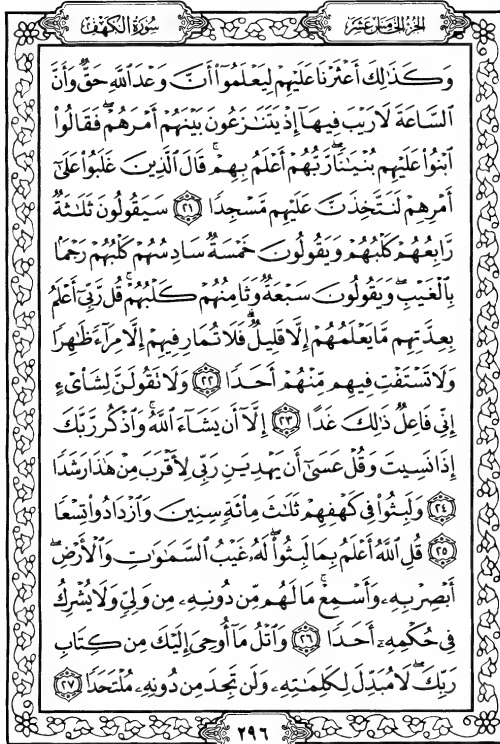 الجزء الخامس عشر
سورة الكهف
وَكَذَٰلِكَ أَعْثَرْنَا عَلَيْهِمْ لِيَعْلَمُوٓا۟ أَنَّ وَعْدَ ٱللَّهِ حَقٌّ وَأَنَّ
ٱلسَّاعَةَ لَا رَيْبَ فِيهَآ إِذْ يَتَنَٰزَعُونَ بَيْنَهُمْ أَمْرَهُمْ ۖ فَقَالُوا۟
ٱبْنُوا۟ عَلَيْهِم بُنْيَٰنًا ۖ رَّبُّهُمْ أَعْلَمُ بِهِمْ ۚ قَالَ ٱلَّذِينَ غَلَبُوا۟ عَلَىٰٓ
أَمْرِهِمْ لَنَتَّخِذَنَّ عَلَيْهِم مَّسْجِدًا ٢١ سَيَقُولُونَ ثَلَٰثَةٌ
رَّابِعُهُمْ كَلْبُهُمْ وَيَقُولُونَ خَمْسَةٌ سَادِسُهُمْ كَلْبُهُمْ رَجْمًۢا
بِٱلْغَيْبِ ۖ وَيَقُولُونَ سَبْعَةٌ وَثَامِنُهُمْ كَلْبُهُمْ ۚ قُل رَّبِّىٓ أَعْلَمُ
بِعِدَّتِهِم مَّا يَعْلَمُهُمْ إِلَّا قَلِيلٌ ۗ فَلَا تُمَارِ فِيهِمْ إِلَّا مِرَآءً ظَٰهِرًا
وَلَا تَسْتَفْتِ فِيهِم مِّنْهُمْ أَحَدًا ٢٢ وَلَا تَقُولَنَّ لِشَا۟ىْءٍ
إِنِّى فَاعِلٌ ذَٰلِكَ غَدًا ٢٣ إِلَّآ أَن يَشَآءَ ٱللَّهُ ۚ وَٱذْكُر رَّبَّكَ
إِذَا نَسِيتَ وَقُلْ عَسَىٰٓ أَن يَهْدِيَنِ رَبِّى لِأَقْرَبَ مِنْ هَٰذَا رَشَدًا
٢٤ وَلَبِثُوا۟ فِى كَهْفِهِمْ ثَلَٰثَ مِا۟ئَةٍ سِنِينَ وَٱزْدَادُوا۟ تِسْعًا
٢٥ قُلِ ٱللَّهُ أَعْلَمُ بِمَا لَبِثُوا۟ ۖ لَهُۥ غَيْبُ ٱلسَّمَٰوَٰتِ وَٱلْأَرْضِ ۖ
أَبْصِرْ بِهِۦ وَأَسْمِعْ ۚ مَا لَهُم مِّن دُونِهِۦ مِن وَلِىٍّ وَلَا يُشْرِكُ
فِى حُكْمِهِۦٓ أَحَدًا ٢٦ وَٱتْلُ مَآ أُوحِىَ إِلَيْكَ مِن كِتَابِ
رَبِّكَ ۖ لَا مُبَدِّلَ لِكَلِمَٰتِهِۦ وَلَن تَجِدَ مِن دُونِهِۦ مُلْتَحَدًا ٢٧
٢٩٦